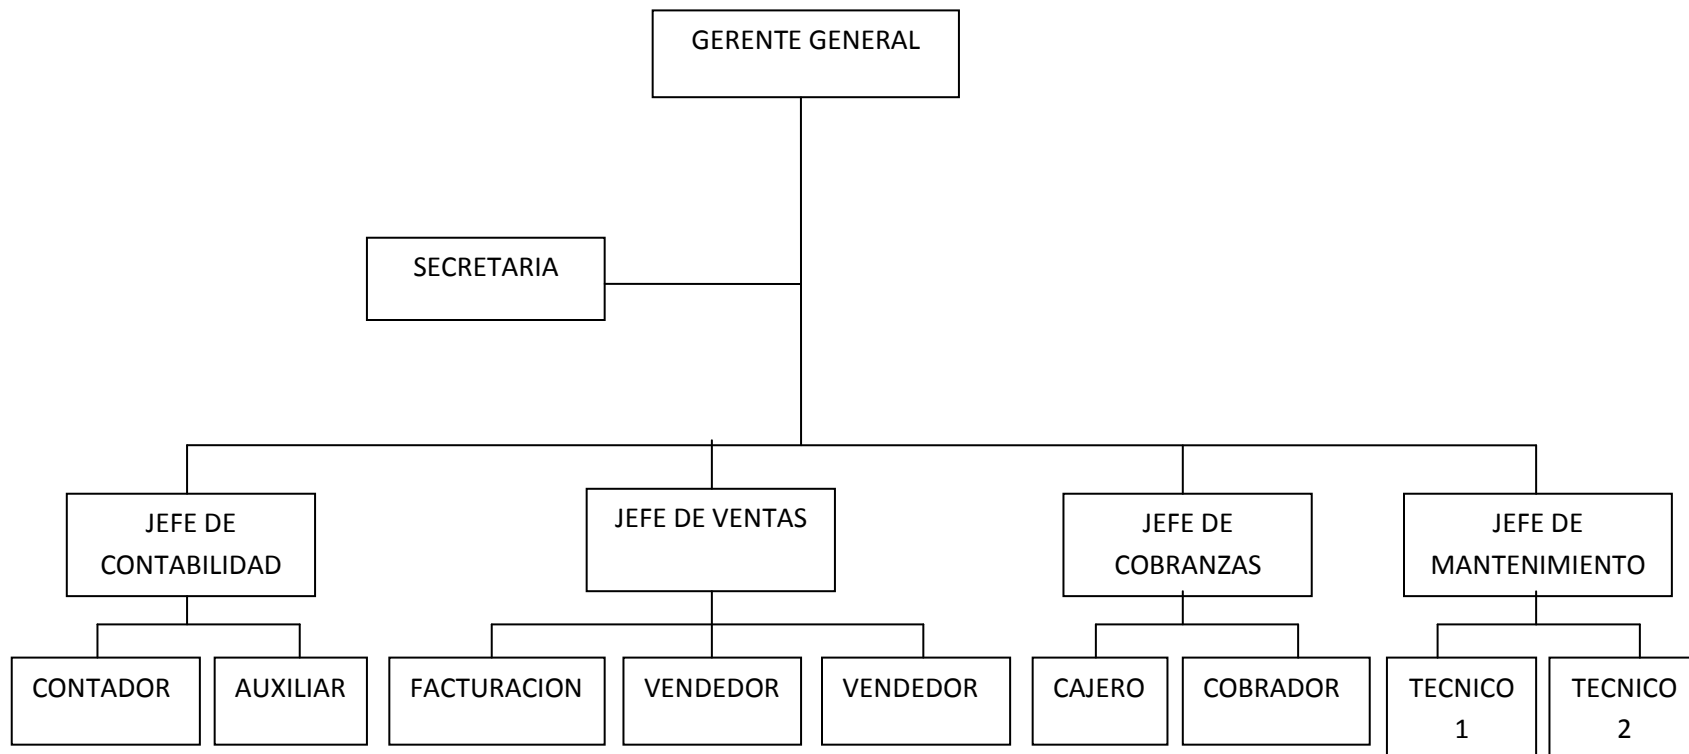 GERENTE GENERAL
SECRETARIA
JEFE DE
CONTABILIDAD
JEFE DE VENTAS
JEFE DE
COBRANZAS
JEFE DE
MANTENIMIENTO
CONTADOR
AUXILIAR
FACTURACION
VENDEDOR
VENDEDOR
CAJERO
COBRADOR
TECNICO
1
TECNICO
2